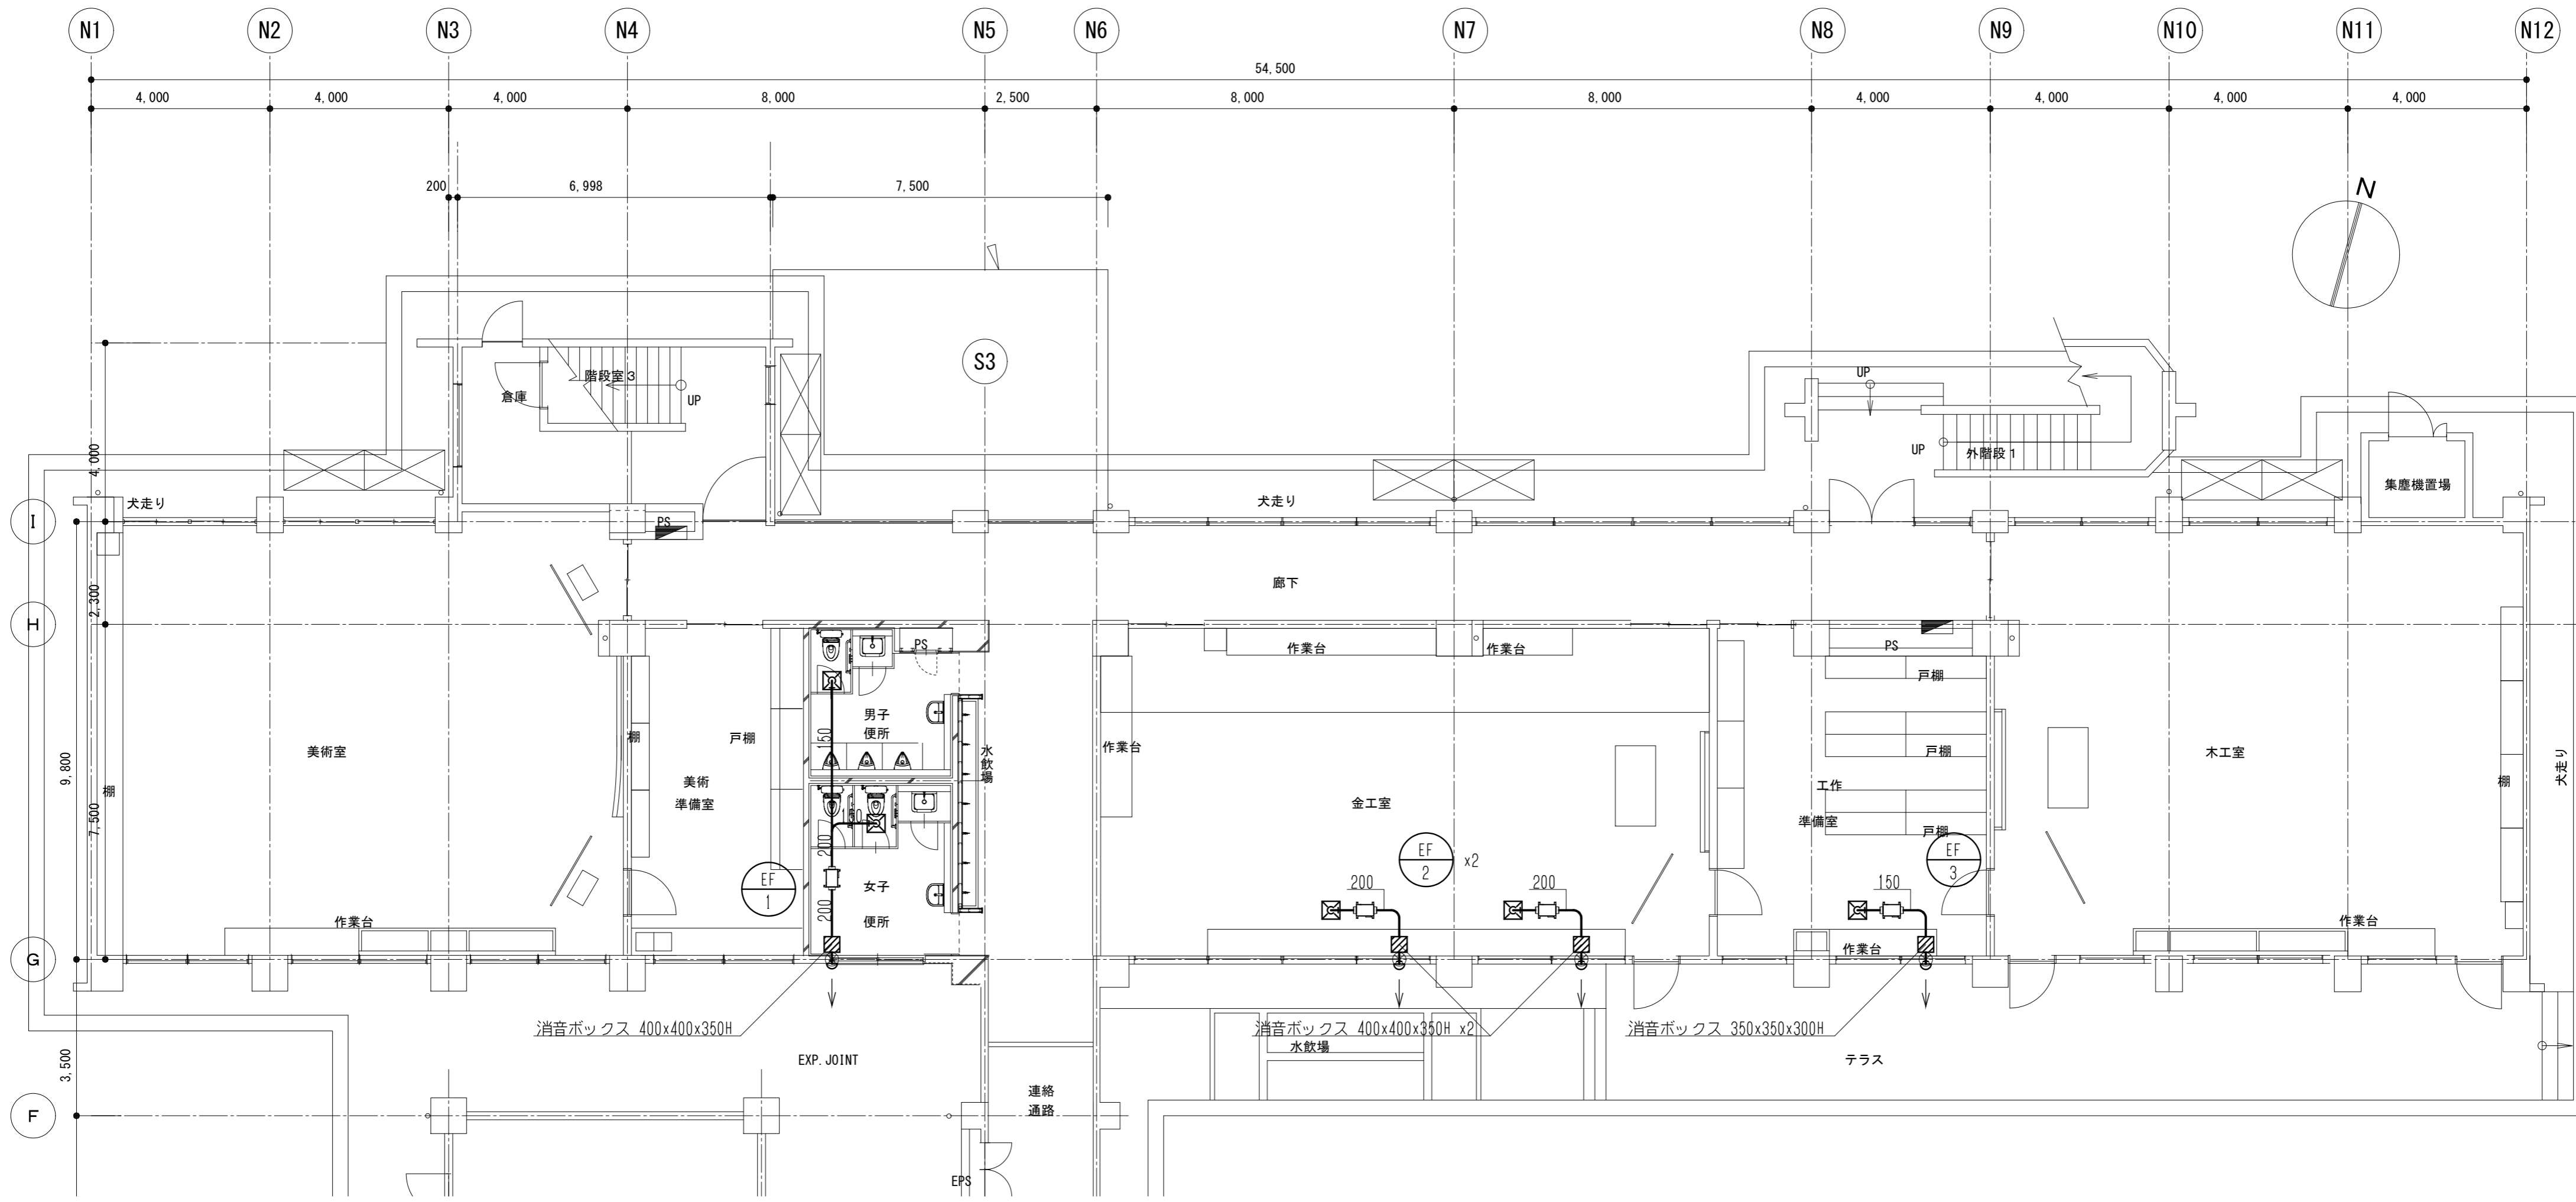 N1 N2 N3 N4 N5 N6 N7 N8 N9 N10 N11 N12
54,500
4,000 4,000 4,000 8,000 2,500 8,000 8,000 4,000 4,000 4,000 4,000
200 6,998 7,500
N
S3
階段室3
倉庫
UP
UP
UP
外階段1
集塵機置場
4,000
犬走り
犬走り
I
PS
廊下
2,300
H
作業台
作業台
PS
PS
戸棚
男子
便所
150
水飲場
美術室
棚
戸棚
作業台
戸棚
木工室
棚
犬走り
9,800
棚
7,500
美術
準備室
金工室
工作
準備室
戸棚
200
EF
1
女子
便所
200
EF
2
x2
EF
3
200
200
150
作業台
作業台
作業台
G
消音ボックス 400x400x350H
消音ボックス 400x400x350H x2
消音ボックス 350x350x300H
水飲場
テラス
EXP.JOINT
3,500
連絡
通路
F
EPS